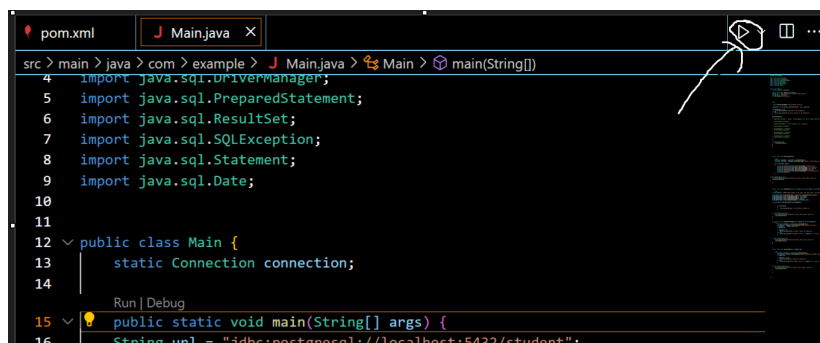 pom.xml
J Main.java ×
src > main > java > com > example > J Main.java > Main > main(String[])
4 import java.sql.DriverManager;
5 import java.sql.PreparedStatement;
6 import java.sql.ResultSet;
7 import java.sql.SQLException;
8 import java.sql.Statement;
9 import java.sql.Date;
10
11
12 public class Main {
13 static Connection connection;
14
Run | Debug
15 public static void main(String[] args) {
16 String url = "jdbc:postgresql://localhost:5432/student";